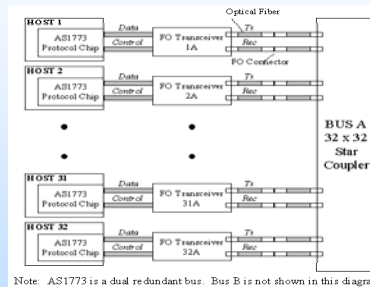 Optical Fiber
HOST 1
AS1773
Protocol Chip
Data
Control
FO Transceiver
1A
Tx
Rec
FO Connector
HOST 2
AS1773
Protocol Chip
Data
Control
FO Transceiver
2A
Tx
Rec
BUS A
32 x 32
Star
Coupler
HOST 31
AS1773
Protocol Chip
Data
Control
FO Transceiver
31A
Tx
Rec
HOST 32
AS1773
Protocol Chip
Data
Control
FO Transceiver
32A
Tx
Rec
Note: AS1773 is a dual redundant bus. Bus B is not shown in this diagra